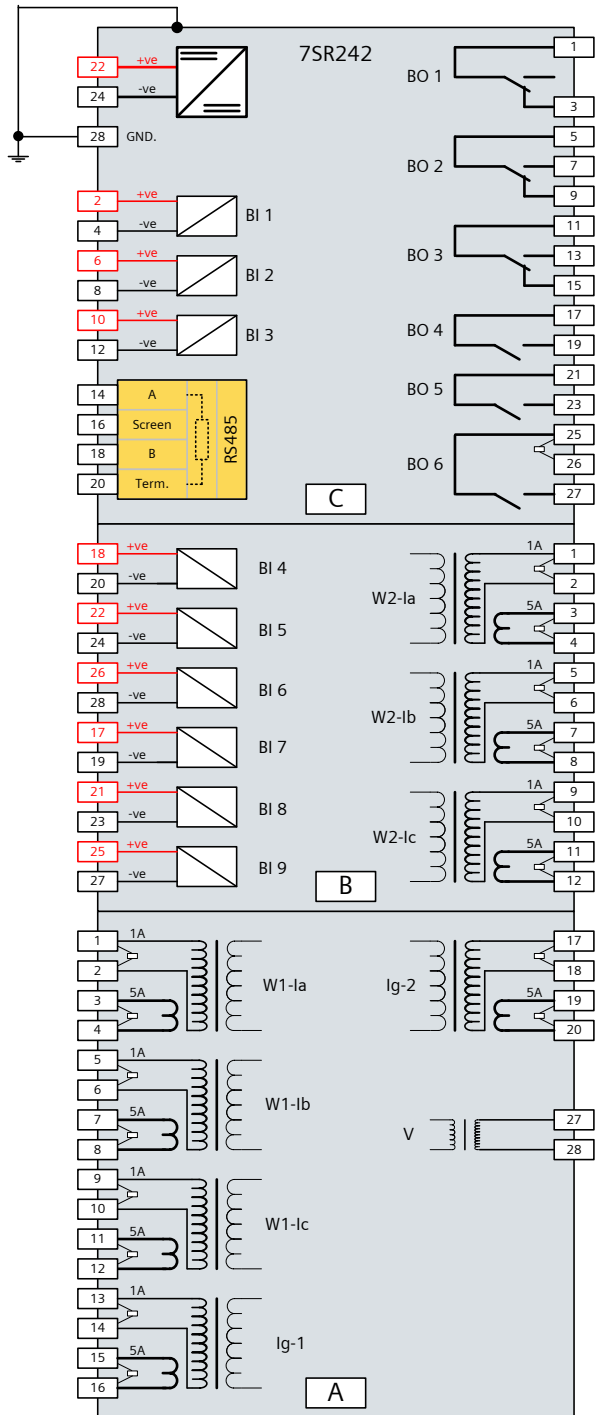 7SR242
22 +ve
24 -ve
28 GND.
2 +ve
4 -ve
BI 1
6 +ve
8 -ve
BI 2
10 +ve
12 -ve
BI 3
14 A
16 Screen
18 B
20 Term.
RS485
BO 1
1
3
BO 2
5
7
9
BO 3
11
13
15
BO 4
17
19
BO 5
21
23
BO 6
25
26
27
C
18 +ve
20 -ve
BI 4
22 +ve
24 -ve
BI 5
26 +ve
28 -ve
BI 6
17 +ve
19 -ve
BI 7
21 +ve
23 -ve
BI 8
25 +ve
27 -ve
BI 9
W2-Ia
1A 1
2
5A 3
4
W2-Ib
1A 5
6
5A 7
8
W2-Ic
1A 9
10
5A 11
12
B
1 1A
2
3 5A
4
W1-Ia
5 1A
6
7 5A
8
W1-Ib
9 1A
10
11 5A
12
W1-Ic
13 1A
14
15 5A
16
Ig-1
Ig-2
1A 17
18
5A 19
20
V
27
28
A